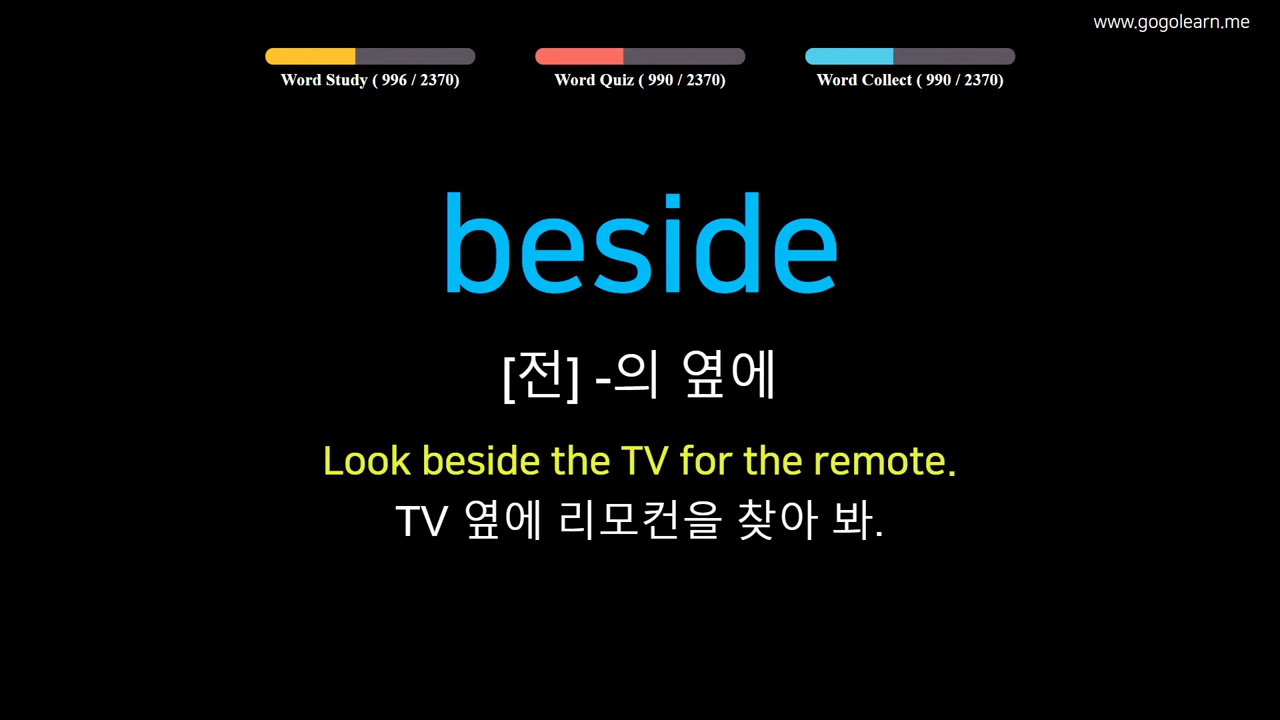 www.gogolearn.me
Word Study ( 996 / 2370)
Word Quiz ( 990 / 2370)
Word Collect ( 990 / 2370)
beside
[전] -의 옆에
Look beside the TV for the remote.
TV 옆에 리모컨을 찾아 봐.